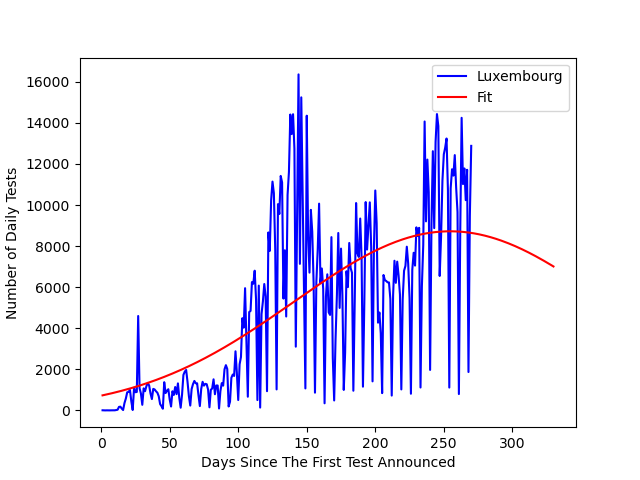 Luxembourg
Fit
Number of Daily Tests
16000
14000
12000
10000
8000
6000
4000
2000
0
0 50 100 150 200 250 300
Days Since The First Test Announced